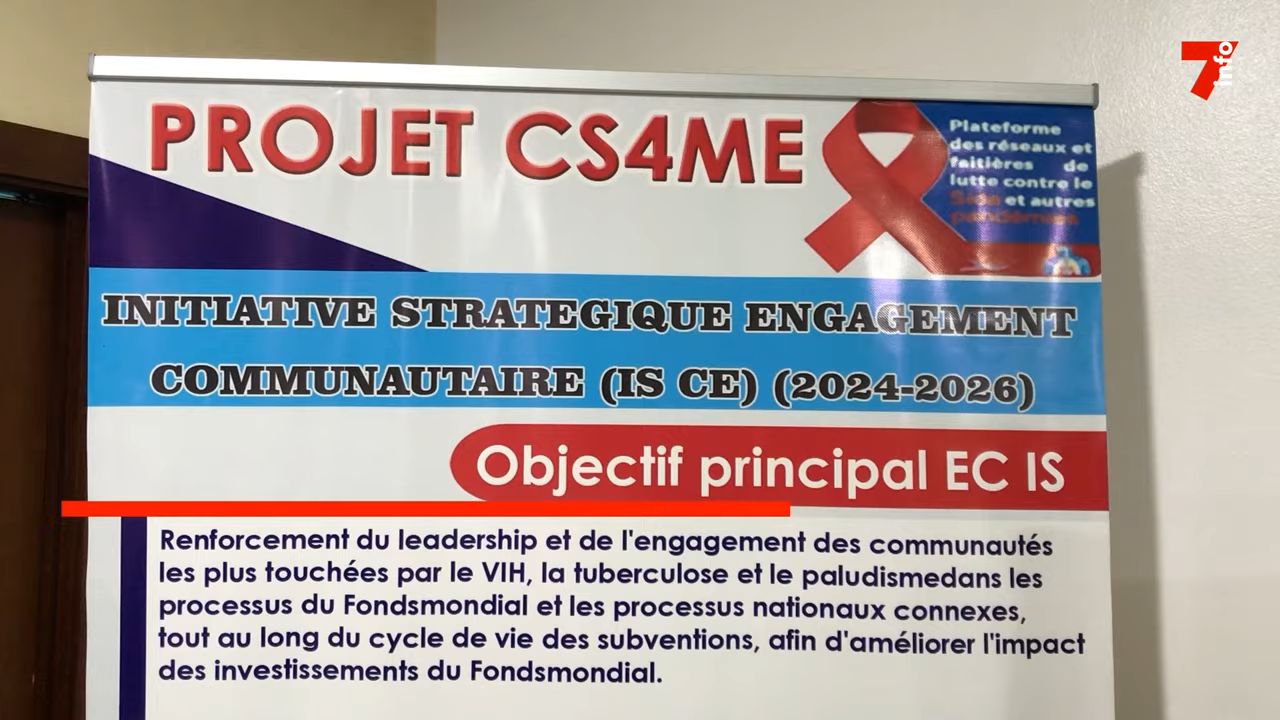 7info
PROJET CS4ME
Plateforme
des réseaux et
faitières de
lutte contre le
Sida et autres
pandémies
INITIATIVE STRATEGIQUE ENGAGEMENT
COMMUNAUTAIRE (IS CE) (2024-2026)
Objectif principal EC IS
Renforcement du leadership et de l'engagement des communautés
les plus touchées par le VIH, la tuberculose et le paludismedans les
processus du Fondsmondial et les processus nationaux connexes,
tout au long du cycle de vie des subventions, afin d'améliorer l'impact
des investissements du Fondsmondial.